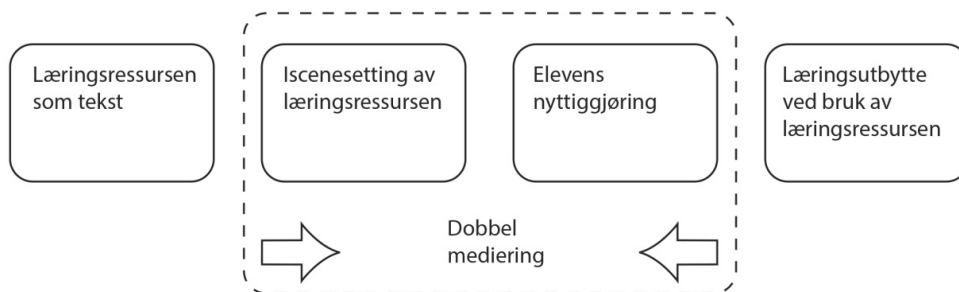 Læringsressursen
som tekst
Iscenesetting av
læringsressursen
Elevens
nyttiggjøring
Læringsutbytte
ved bruk av
læringsressursen
Dobbel
mediering